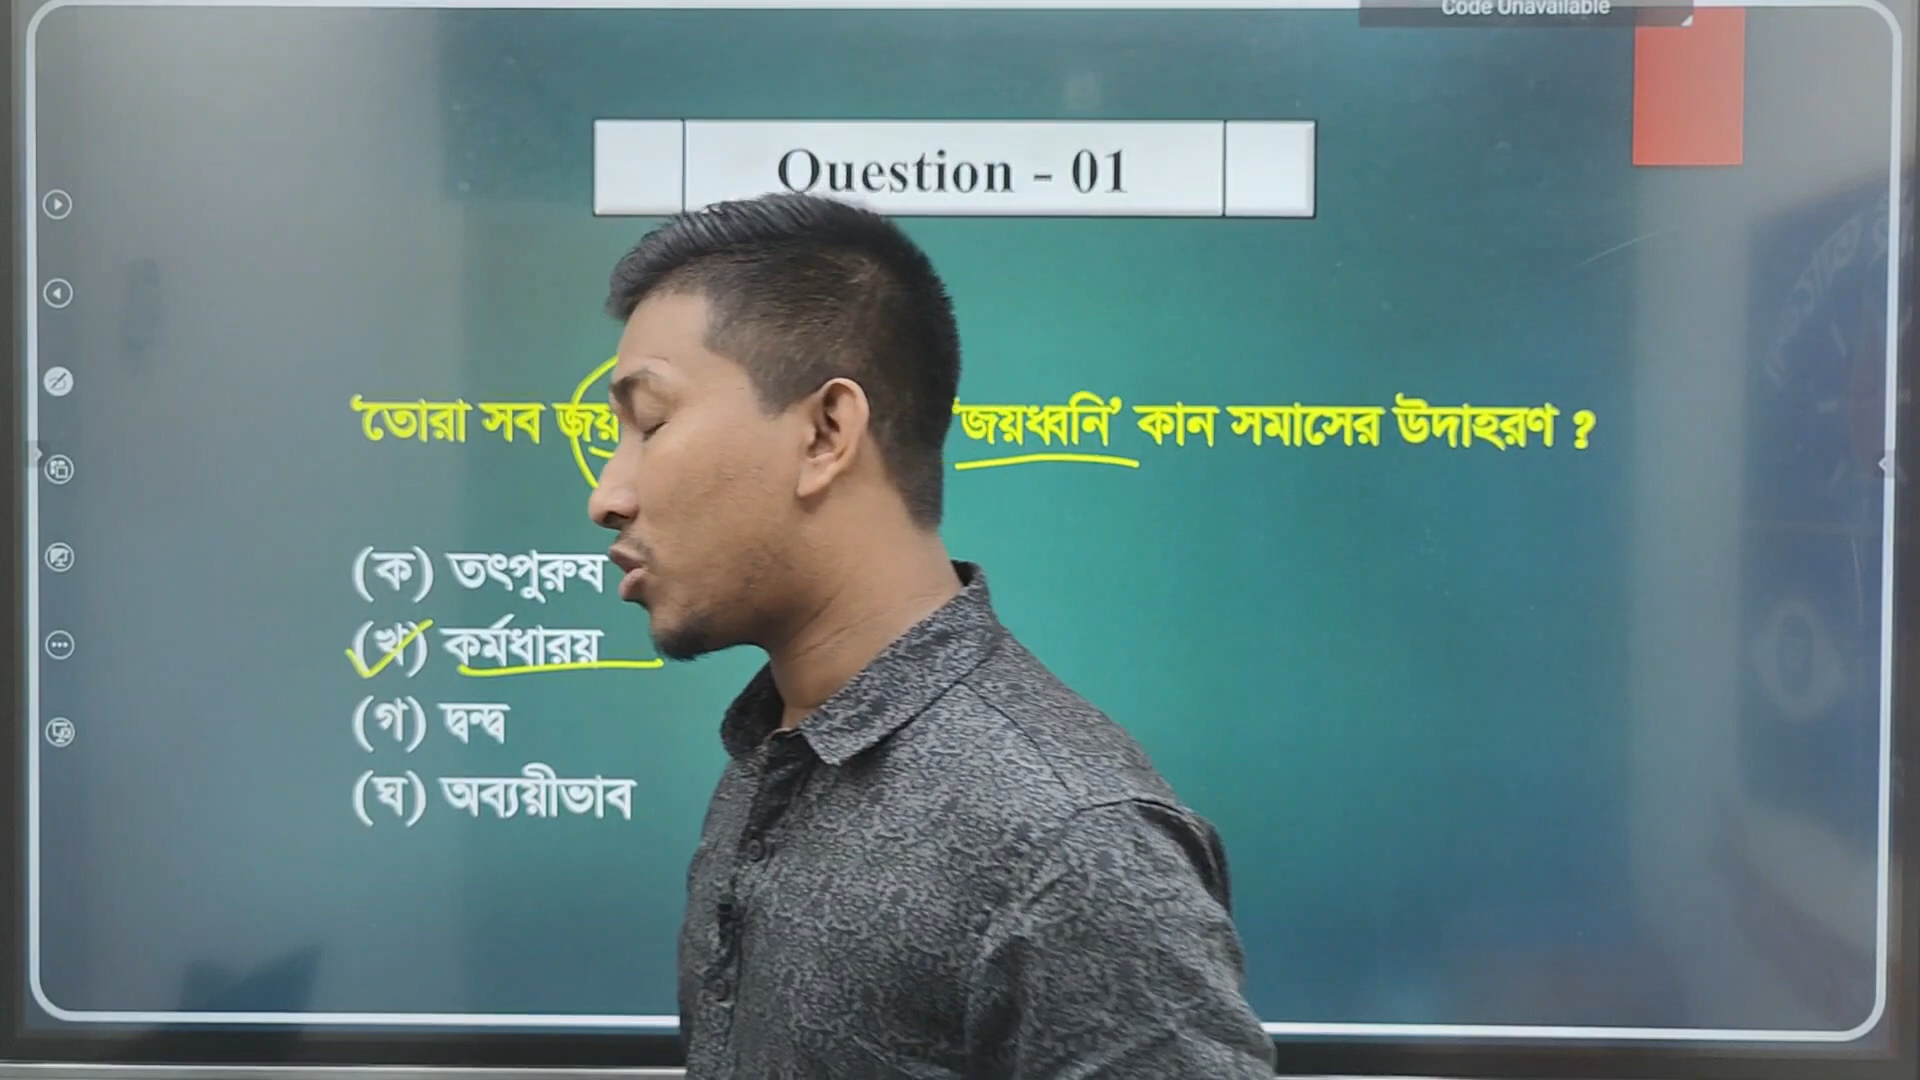 Code Unavailable
Question - 01
‘তোরা সব জয় ‘জয়ধ্বনি’ কান সমাসের উদাহরণ ?
(ক) তৎপুরুষ
(খ) কর্মধারয়
(গ) দ্বন্দ্ব
(ঘ) অব্যয়ীভাব